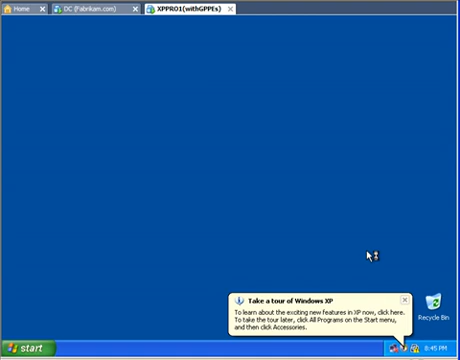 Home
DC (Fabrikam.com)
XPPRO1(withGPPEs)
Take a tour of Windows XP
To learn about the exciting new features in XP now, click here.
To take the tour later, click All Programs on the Start menu,
and then click Accessories.
Recycle Bin
start
8:45 PM